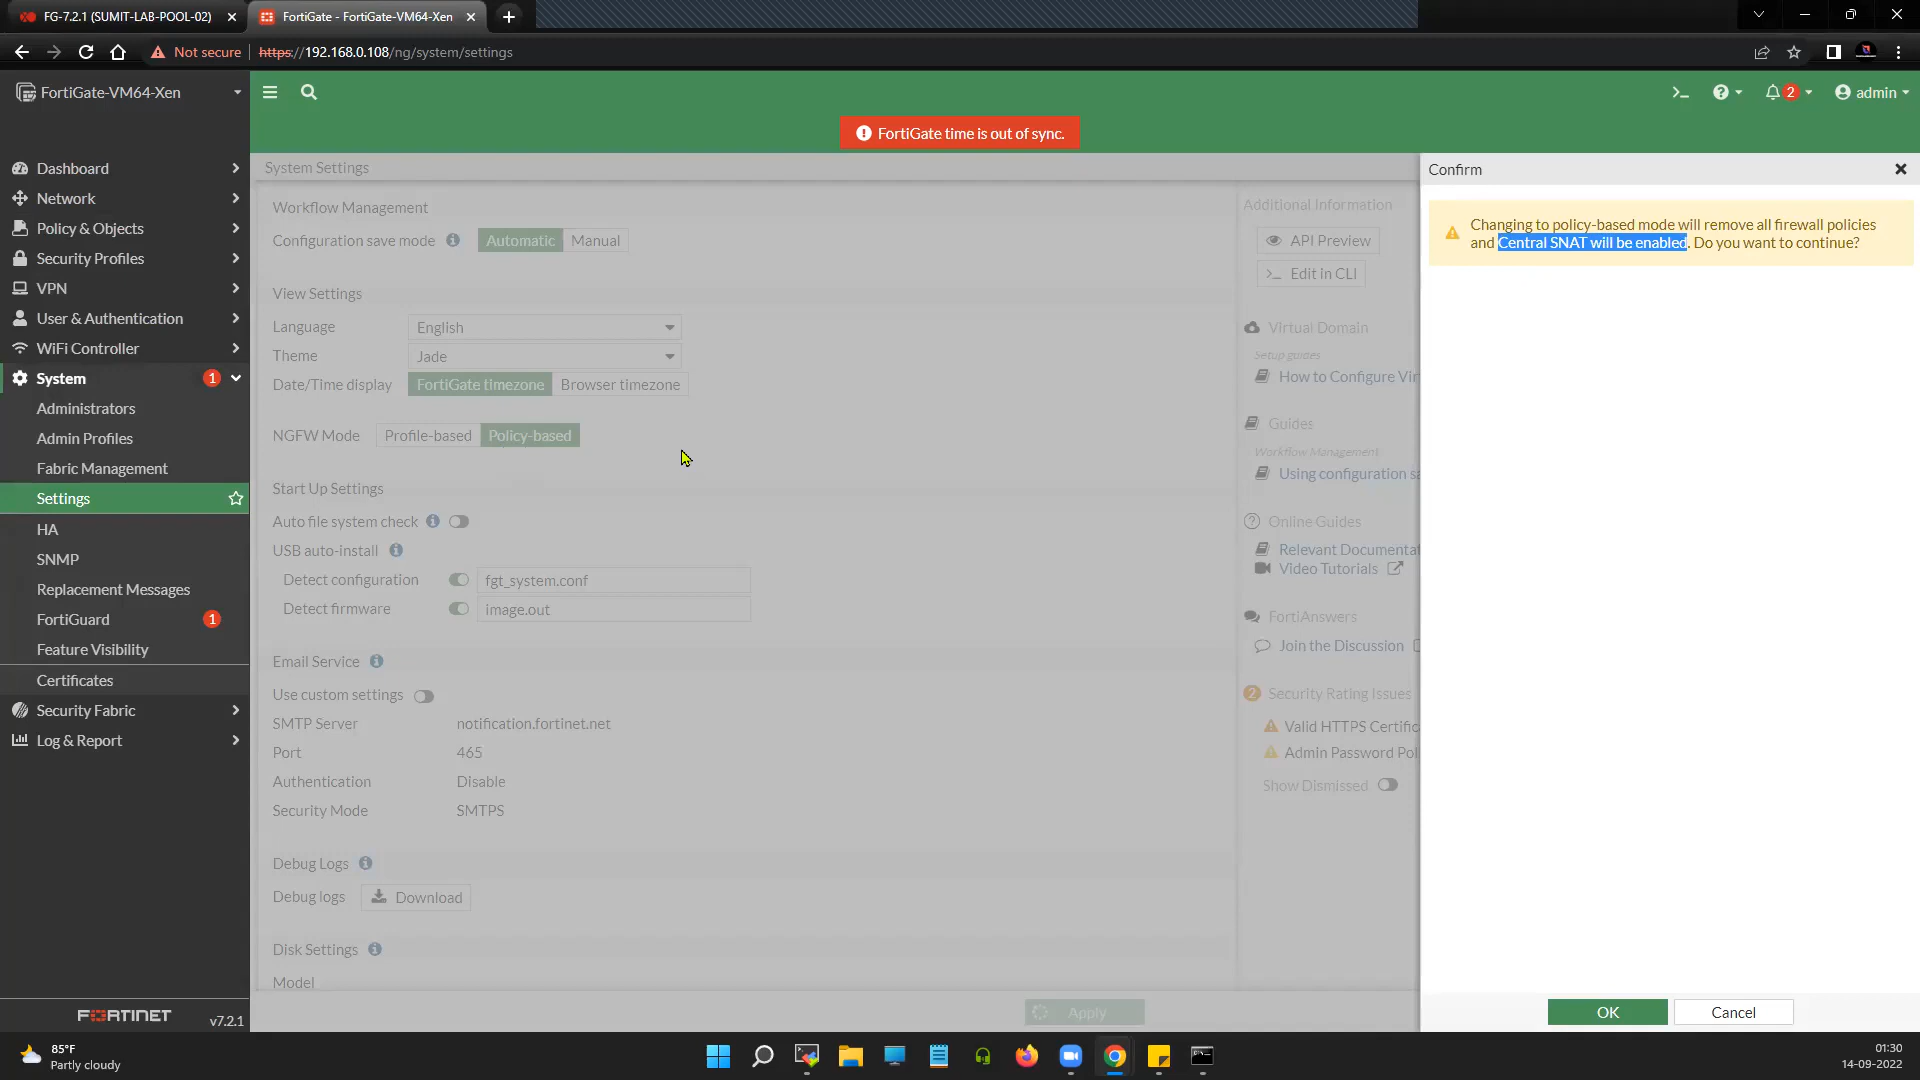 FG-7.2.1 (SUMIT-LAB-POOL-02)
FortiGate - FortiGate-VM64-Xen
Not secure
https://192.168.0.108/ng/system/settings
FortiGate-VM64-Xen
2
admin
FortiGate time is out of sync.
Dashboard
Network
Policy & Objects
Security Profiles
VPN
User & Authentication
WiFi Controller
System 1
Administrators
Admin Profiles
Fabric Management
Settings
HA
SNMP
Replacement Messages
FortiGuard 1
Feature Visibility
Certificates
Security Fabric
Log & Report
FORTINET
v7.2.1
System Settings
Workflow Management
Configuration save mode Automatic Manual
View Settings
Language English
Theme Jade
Date/Time display FortiGate timezone Browser timezone
NGFW Mode Profile-based Policy-based
Start Up Settings
Auto file system check
USB auto-install
Detect configuration fgt_system.conf
Detect firmware image.out
Email Service
Use custom settings
SMTP Server notification.fortinet.net
Port 465
Authentication Disable
Security Mode SMTPS
Debug Logs
Debug logs Download
Disk Settings
Model
Apply
Additional Information
API Preview
>_ Edit in CLI
Virtual Domain
Setup guides
How to Configure Vir
Guides
Workflow Management
Using configuration sa
Online Guides
Relevant Documentat
Video Tutorials
FortiAnswers
Join the Discussion
2 Security Rating Issues
Valid HTTPS Certific
Admin Password Pol
Show Dismissed
Confirm
Changing to policy-based mode will remove all firewall policies
and Central SNAT will be enabled. Do you want to continue?
OK
Cancel
85°F
Partly cloudy
01:30
14-09-2022